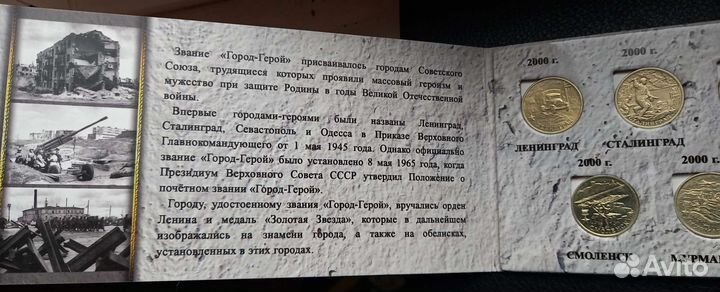 Звание «Город-Герой» присваивалось городам Советского
Союза, трудящиеся которых проявили массовый героизм и
мужество при защите Родины в годы Великой Отечественной
войны.
Впервые городами-героями были названы Ленинград,
Сталинград, Севастополь и Одесса в Приказе Верховного
Главнокомандующего от 1 мая 1945 года. Однако официально
звание «Город-Герой» было установлено 8 мая 1965 года, когда
Президиум Верховного Совета СССР утвердил Положение о
почётном звании «Город-Герой».
Городу, удостоенному звания «Город-Герой», вручались орден
Ленина и медаль «Золотая Звезда», которые в дальнейшем
изображались на знамени города, а также на обелисках,
установленных в этих городах.
2000 г.
2000 г.
ЛЕНИНГРАД
СТАЛИНГРАД
2000 г.
2000
СМОЛЕНСК
МУРМА
Avito